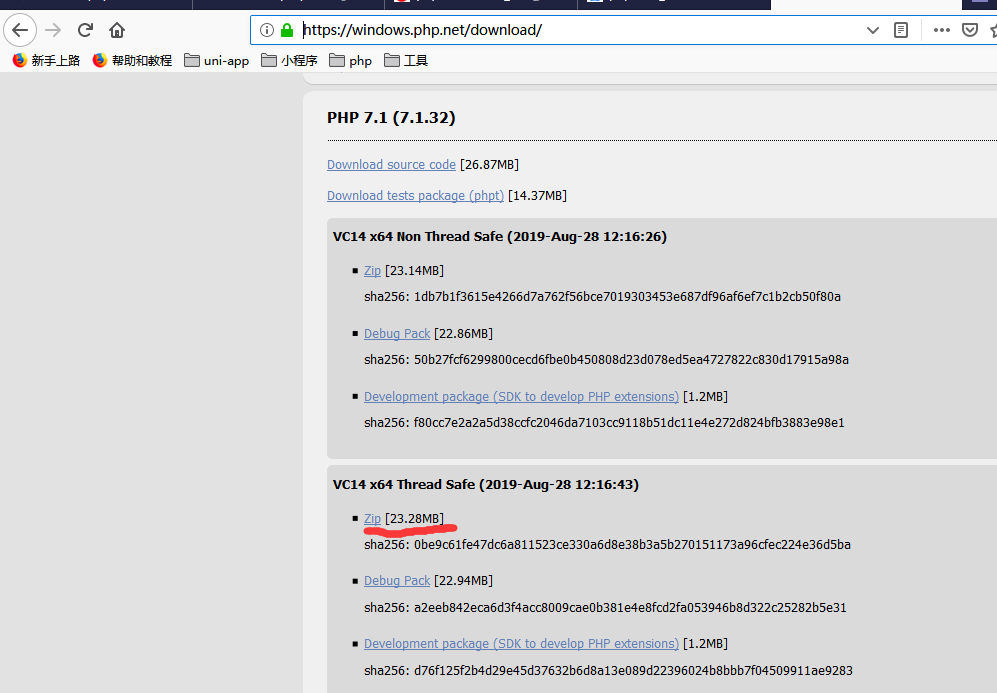 https://windows.php.net/download/
新手上路 帮助和教程 uni-app 小程序 php 工具
PHP 7.1 (7.1.32)
Download source code [26.87MB]
Download tests package (phpt) [14.37MB]
VC14 x64 Non Thread Safe (2019-Aug-28 12:16:26)
Zip [23.14MB]
sha256: 1db7b1f3615e4266d7a762f56bce7019303453e687df96af6ef7c1b2cb50f80a
Debug Pack [22.86MB]
sha256: 50b27fcf6299800cecd6fbe0b450808d23d078ed5ea4727822c830d17915a98a
Development package (SDK to develop PHP extensions) [1.2MB]
sha256: f80cc7e2a2a5d38ccfc2046da7103cc9118b51dc11e4e272d824bfb3883e98e1
VC14 x64 Thread Safe (2019-Aug-28 12:16:43)
Zip [23.28MB]
sha256: 0be9c61fe47dc6a811523ce330a6d8e38b3a5b270151173a96cfec224e36d5ba
Debug Pack [22.94MB]
sha256: a2eeb842eca6d3f4acc8009cae0b381e4e8fcd2fa053946b8d322c25282b5e31
Development package (SDK to develop PHP extensions) [1.2MB]
sha256: d76f125f2b4d29e45d37632b6d8a13e089d22396024b8bbb7f04509911ae9283